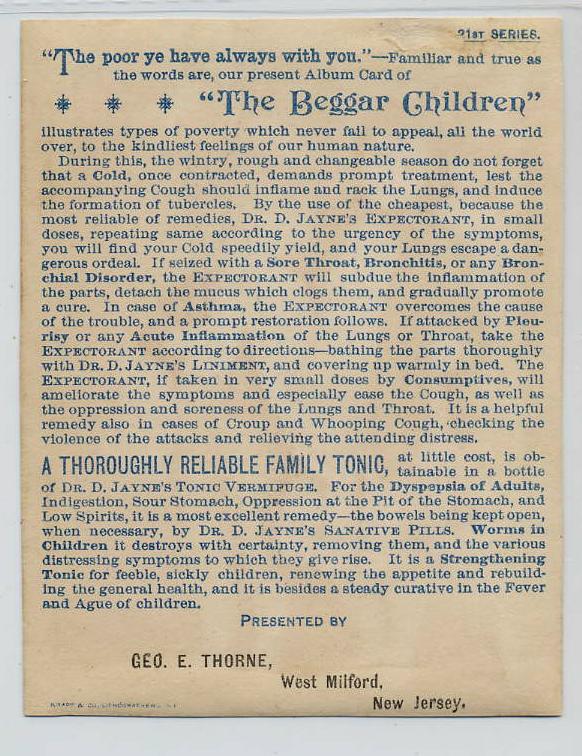 21ST SERIES.
"The poor ye have always with you."—Familiar and true as
the words are, our present Album Card of
"The Beggar Children"
illustrates types of poverty which never fail to appeal, all the world
over, to the kindliest feelings of our human nature.
During this, the wintry, rough and changeable season do not forget
that a Cold, once contracted, demands prompt treatment, lest the
accompanying Cough should inflame and rack the Lungs, and induce
the formation of tubercles. By the use of the cheapest, because the
most reliable of remedies, DR. D. JAYNE'S EXPECTORANT, in small
doses, repeating same according to the urgency of the symptoms,
you will find your Cold speedily yield, and your Lungs escape a dan-
gerous ordeal. If seized with a Sore Throat, Bronchitis, or any Bron-
chial Disorder, the EXPECTORANT will subdue the inflammation of
the parts, detach the mucus which clogs them, and gradually promote
a cure. In case of Asthma, the EXPECTORANT overcomes the cause
of the trouble, and a prompt restoration follows. If attacked by Pleu-
risy or any Acute Inflammation of the Lungs or Throat, take the
EXPECTORANT according to directions—bathing the parts thoroughly
with DR. D. JAYNE'S LINIMENT, and covering up warmly in bed. The
EXPECTORANT, if taken in very small doses by Consumptives, will
ameliorate the symptoms and especially ease the Cough, as well as
the oppression and soreness of the Lungs and Throat. It is a helpful
remedy also in cases of Croup and Whooping Cough, checking the
violence of the attacks and relieving the attending distress.
A THOROUGHLY RELIABLE FAMILY TONIC, at little cost, is ob-
tainable in a bottle
of DR. D. JAYNE'S TONIC VERMIFUGE. For the Dyspepsia of Adults,
Indigestion, Sour Stomach, Oppression at the Pit of the Stomach, and
Low Spirits, it is a most excellent remedy—the bowels being kept open,
when necessary, by DR. D. JAYNE'S SANATIVE PILLS. Worms in
Children it destroys with certainty, removing them, and the various
distressing symptoms to which they give rise. It is a Strengthening
Tonic for feeble, sickly children, renewing the appetite and rebuild-
ing the general health, and it is besides a steady curative in the Fever
and Ague of children.
PRESENTED BY
GEO. E. THORNE,
West Milford,
New Jersey.
KNAPP & CO. LITHOGRAPHERS, N.Y.